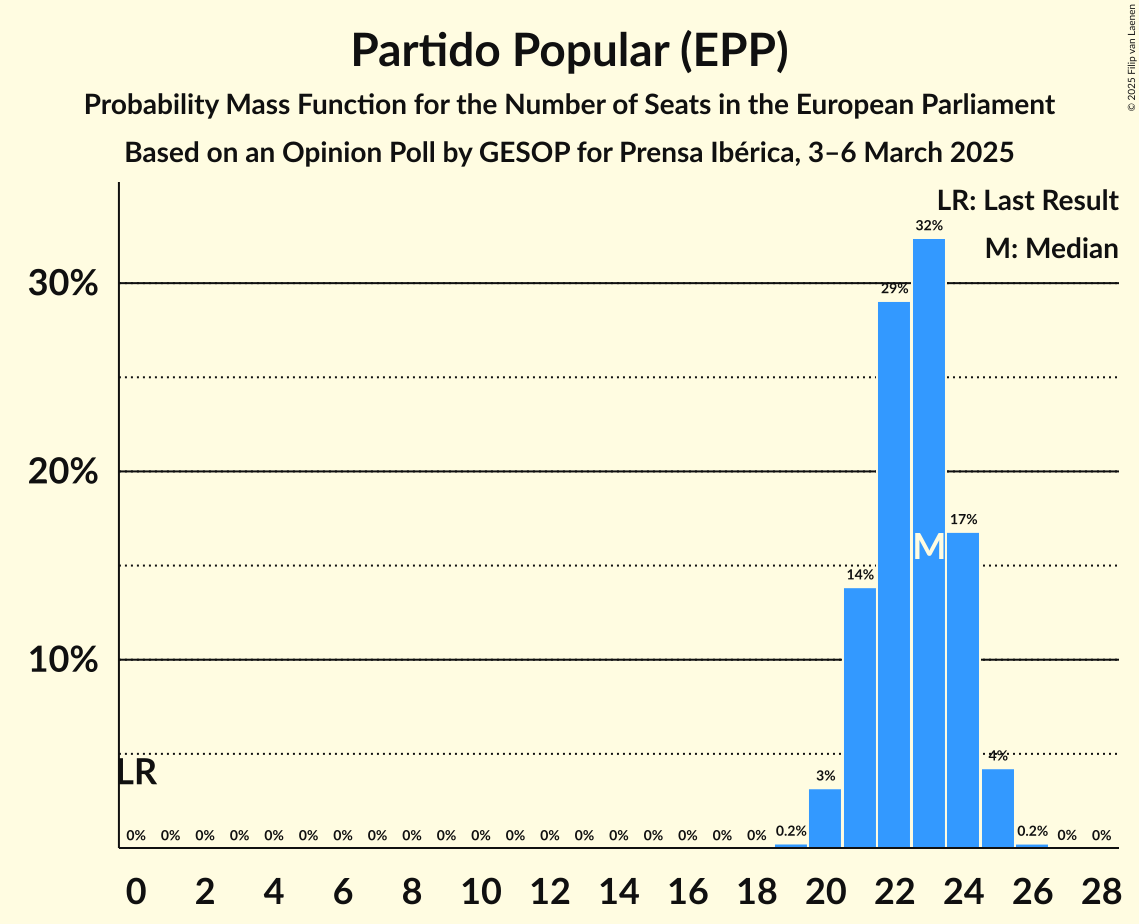 Partido Popular (EPP)
Probability Mass Function for the Number of Seats in the European Parliament
Based on an Opinion Poll by GESOP for Prensa Ibérica, 3–6 March 2025
© 2025 Filip van Laenen
LR: Last Result
M: Median
30%
20%
10%
LR
M
0% 0% 0% 0% 0% 0% 0% 0% 0% 0% 0% 0% 0% 0% 0% 0% 0% 0% 0% 0.2% 3% 14% 29% 32% 17% 4% 0.2% 0% 0%
0 2 4 6 8 10 12 14 16 18 20 22 24 26 28